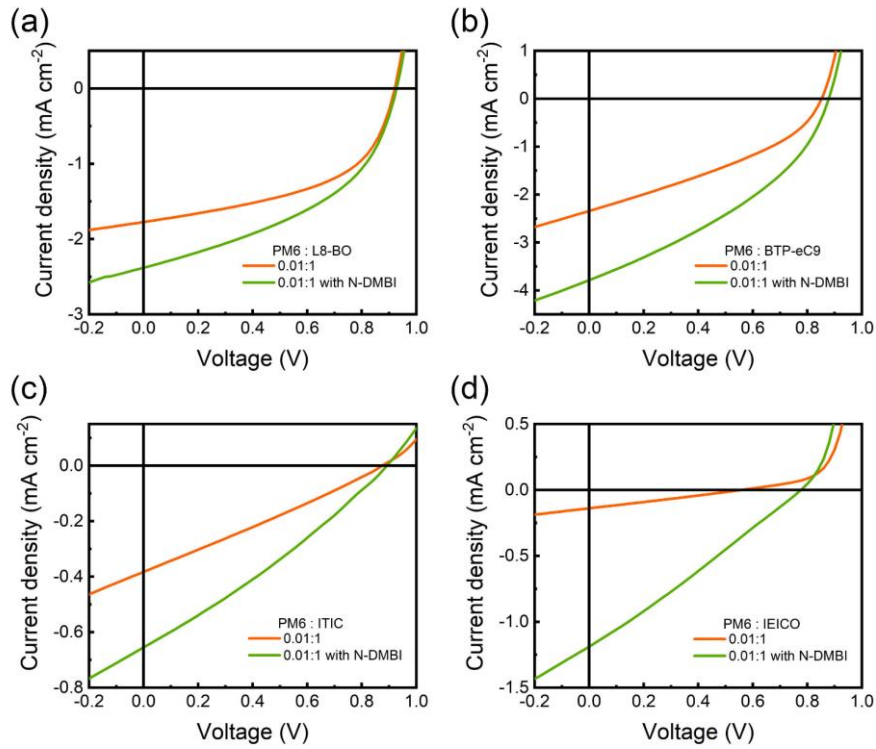 (a)
Current density (mA cm⁻²)
0
-1
-2
-3
-0.2 0.0 0.2 0.4 0.6 0.8 1.0
Voltage (V)
PM6 : L8-BO
0.01:1
0.01:1 with N-DMBI
(b)
Current density (mA cm⁻²)
1
0
-1
-2
-3
-4
-0.2 0.0 0.2 0.4 0.6 0.8 1.0
Voltage (V)
PM6 : BTP-eC9
0.01:1
0.01:1 with N-DMBI
(c)
Current density (mA cm⁻²)
0.0
-0.2
-0.4
-0.6
-0.8
-0.2 0.0 0.2 0.4 0.6 0.8 1.0
Voltage (V)
PM6 : ITIC
0.01:1
0.01:1 with N-DMBI
(d)
Current density (mA cm⁻²)
0.5
0.0
-0.5
-1.0
-1.5
-0.2 0.0 0.2 0.4 0.6 0.8 1.0
Voltage (V)
PM6 : IEICO
0.01:1
0.01:1 with N-DMBI